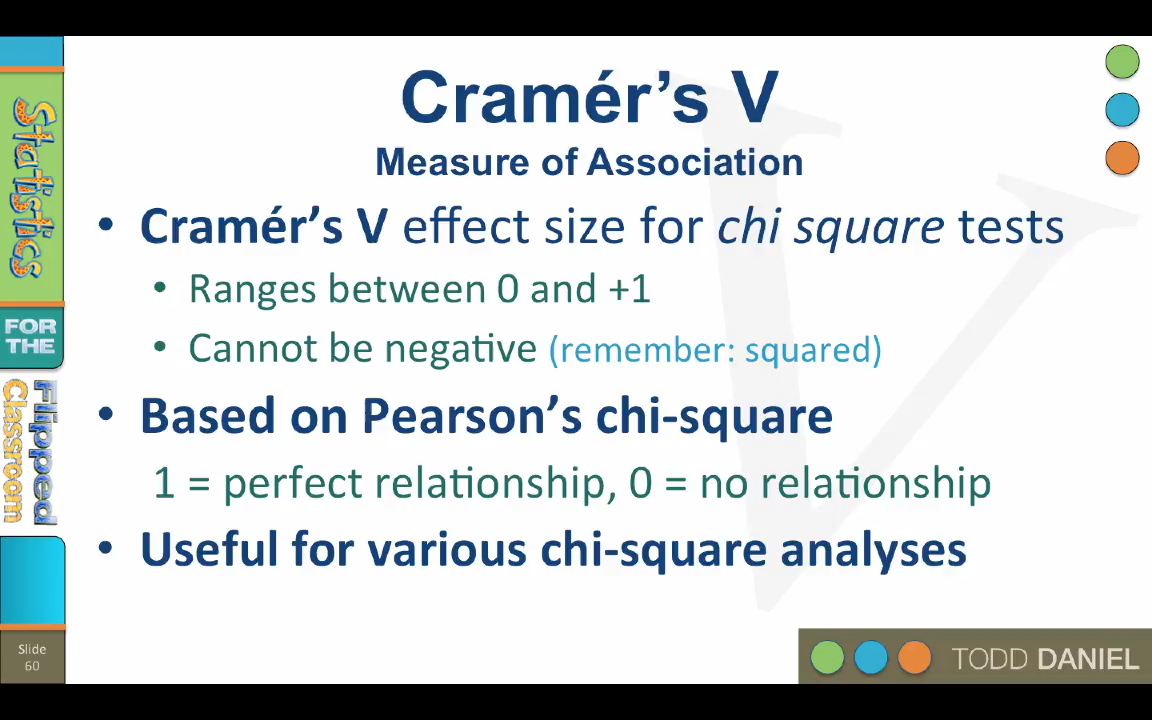 Cramér’s V
Measure of Association
• Cramér’s V effect size for chi square tests
• Ranges between 0 and +1
• Cannot be negative (remember: squared)
• Based on Pearson’s chi-square
1 = perfect relationship, 0 = no relationship
• Useful for various chi-square analyses
Statistics
FOR THE
Flipped
Classroom
Slide
60
TODD DANIEL
V